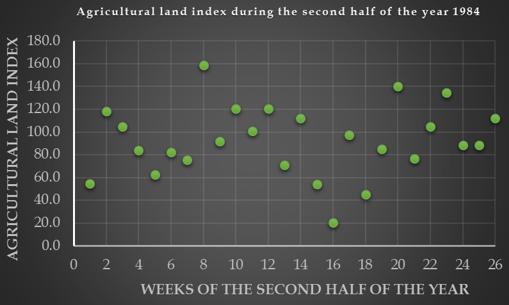 Agricultural land index during the second half of the year 1984
AGRICULTURAL LAND INDEX
180.0
160.0
140.0
120.0
100.0
80.0
60.0
40.0
20.0
0.0
0 2 4 6 8 10 12 14 16 18 20 22 24 26
WEEKS OF THE SECOND HALF OF THE YEAR